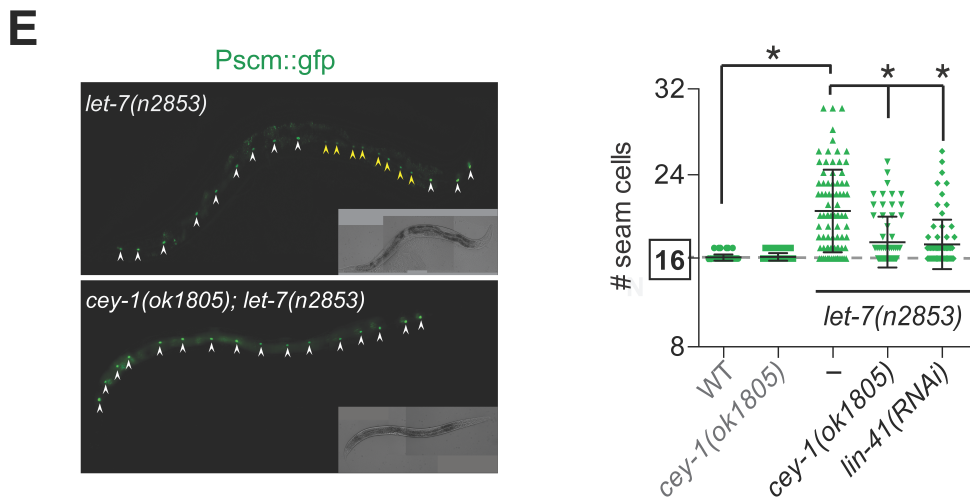 E
Pscm::gfp
let-7(n2853)
cey-1(ok1805); let-7(n2853)
# seam cells
32
24
16
8
*
*
*
let-7(n2853)
WT
cey-1(ok1805)
–
cey-1(ok1805)
lin-41(RNAi)